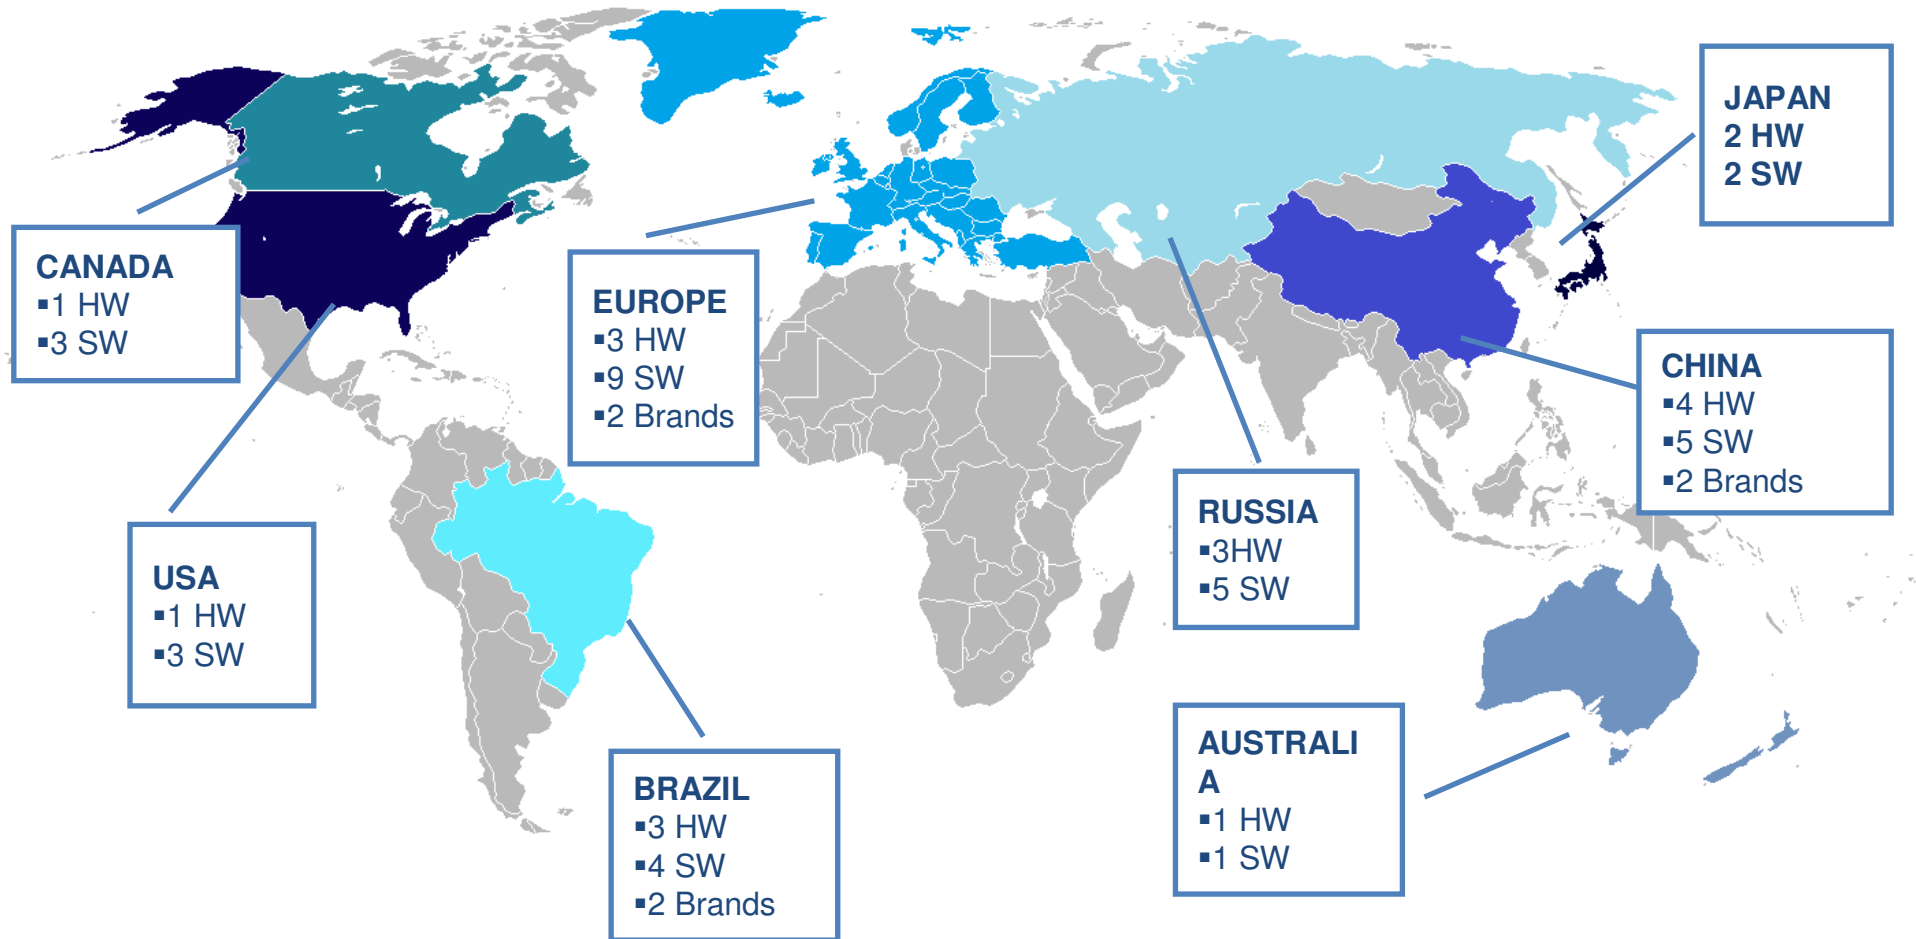 JAPAN
2 HW
2 SW
CANADA
▪1 HW
▪3 SW
EUROPE
▪3 HW
▪9 SW
▪2 Brands
CHINA
▪4 HW
▪5 SW
▪2 Brands
RUSSIA
▪3HW
▪5 SW
USA
▪1 HW
▪3 SW
AUSTRALI
A
▪1 HW
▪1 SW
BRAZIL
▪3 HW
▪4 SW
▪2 Brands